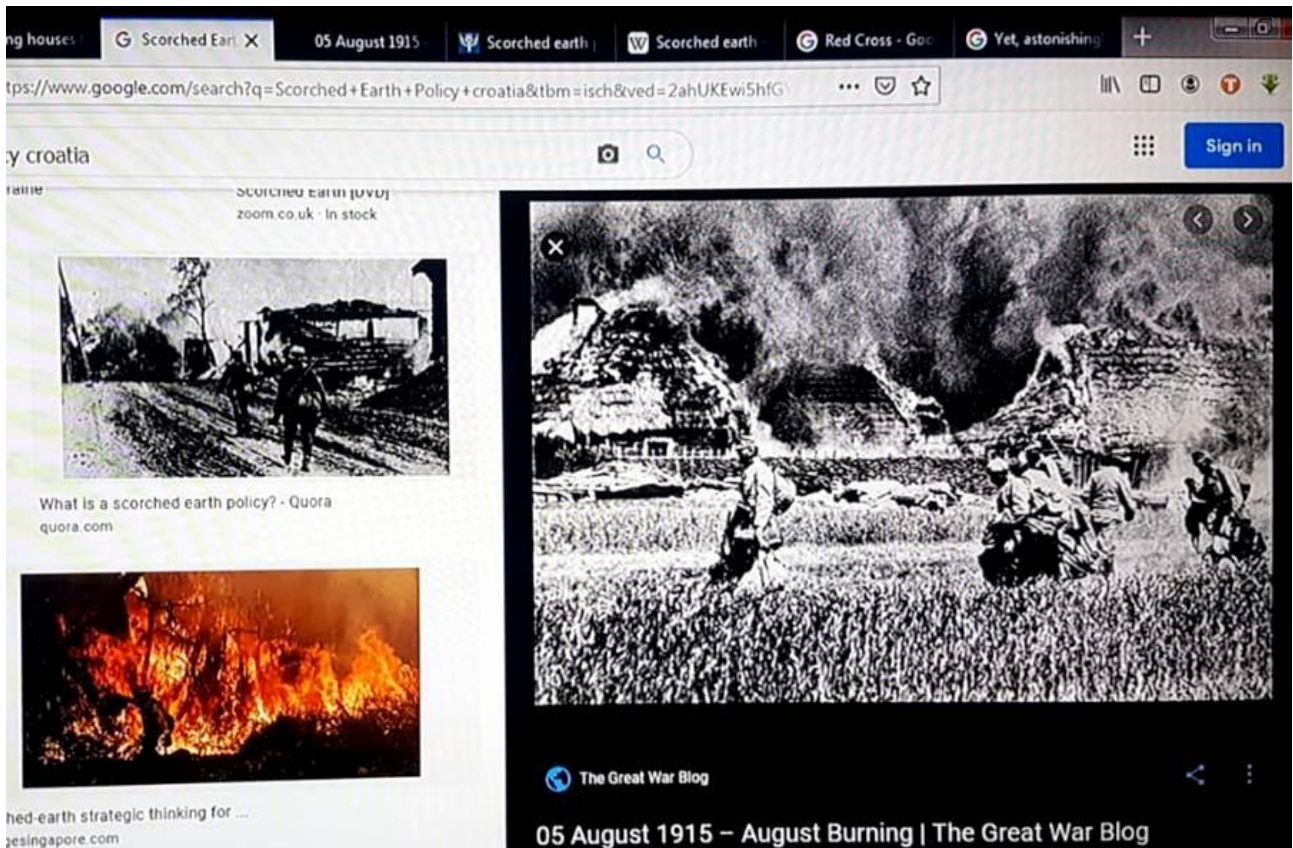 ng houses
Scorched Eart
05 August 1915
Scorched earth
W Scorched earth
Red Cross - Goo
Yet, astonishing
tps://www.google.com/search?q=Scorched+Earth+Policy+croatia&tbm=isch&ved=2ahUKEwi5hfG
y croatia
Sign in
raine
Scorched Earth [DVD]
zoom.co.uk · In stock
What is a scorched earth policy? - Quora
quora.com
The Great War Blog
hed-earth strategic thinking for ...
gesingapore.com
05 August 1915 – August Burning | The Great War Blog